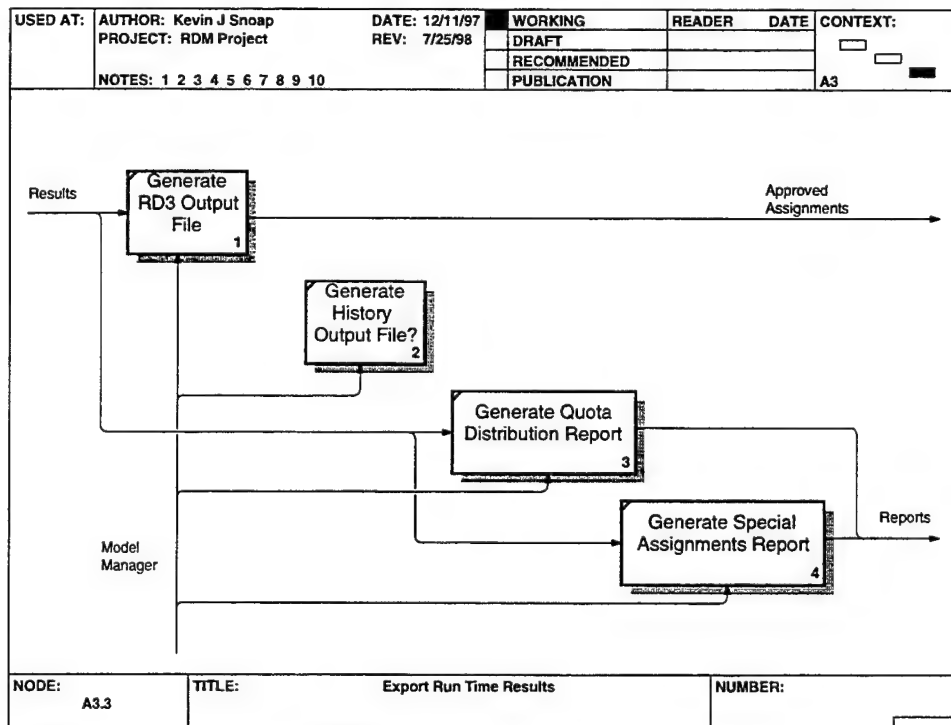 USED AT:
AUTHOR: Kevin J Snoap
DATE: 12/11/97
WORKING
READER
DATE
CONTEXT:
PROJECT: RDM Project
REV: 7/25/98
DRAFT
RECOMMENDED
NOTES: 1 2 3 4 5 6 7 8 9 10
PUBLICATION
A3
Results
Generate
RD3 Output
File
1
Approved
Assignments
Generate
History
Output File?
2
Generate Quota
Distribution Report
3
Generate Special
Assignments Report
4
Reports
Model
Manager
NODE:
A3.3
TITLE:
Export Run Time Results
NUMBER: